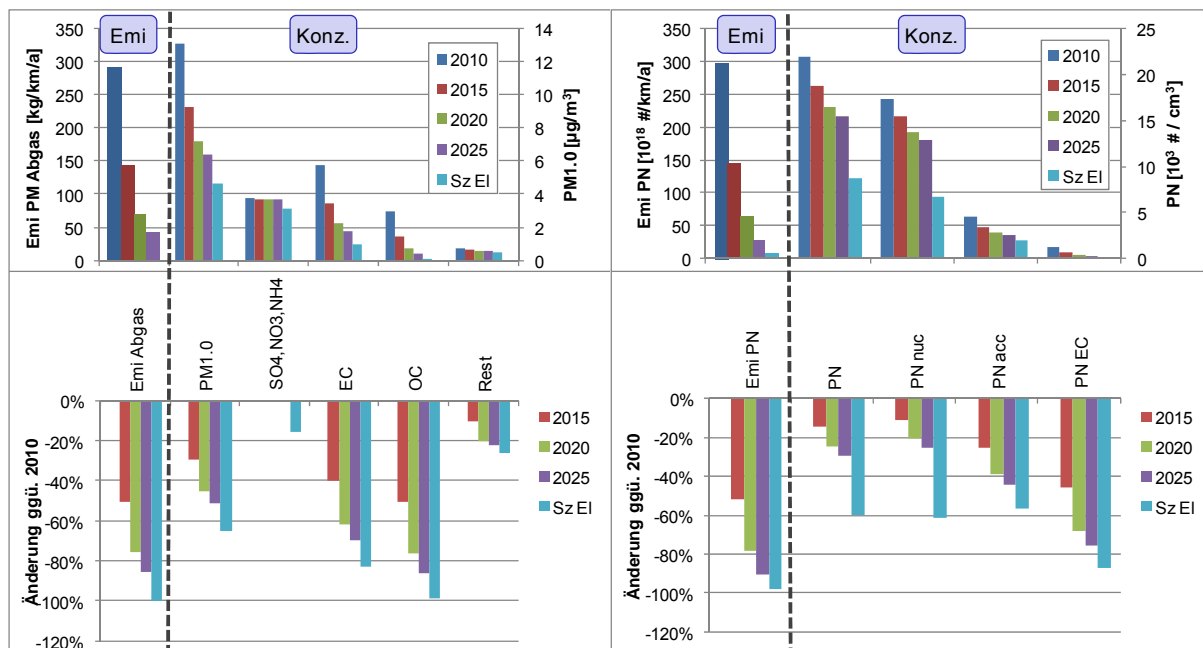 Emi
Konz.
Emi PM Abgas [kg/km/a]
350
300
250
200
150
100
50
0
14
12
10
8
6
4
2
0
PM1.0 [µg/m³]
2010
2015
2020
2025
Sz El
Emi
Konz.
Emi PN [10¹⁸ #/km/a]
350
300
250
200
150
100
50
0
25
20
15
10
5
0
PN [10³ # / cm³]
2010
2015
2020
2025
Sz El
Emi Abgas
PM1.0
SO4,NO3,NH4
EC
OC
Rest
Änderung ggü. 2010
0%
-20%
-40%
-60%
-80%
-100%
-120%
2015
2020
2025
Sz El
Emi PN
PN
PN nuc
PN acc
PN EC
Änderung ggü. 2010
0%
-20%
-40%
-60%
-80%
-100%
-120%
2015
2020
2025
Sz El